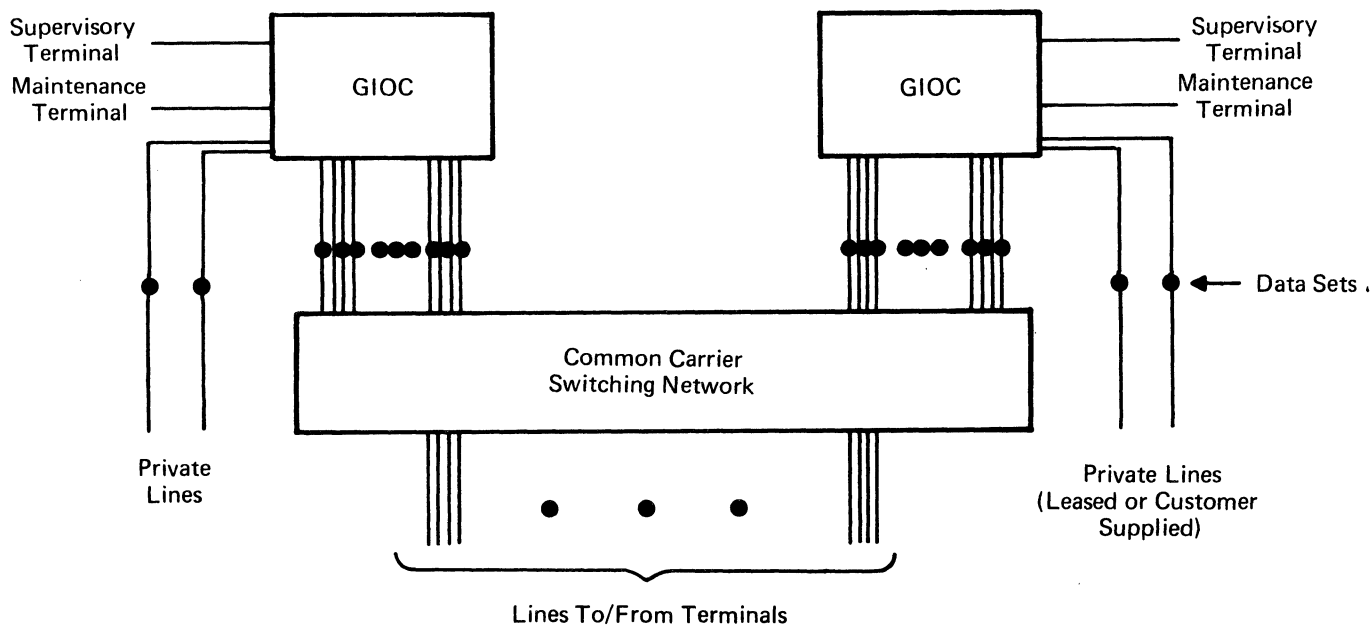 Supervisory
Terminal
Maintenance
Terminal
GIOC
GIOC
Supervisory
Terminal
Maintenance
Terminal
Data Sets
Common Carrier
Switching Network
Private
Lines
Private Lines
(Leased or Customer
Supplied)
Lines To/From Terminals